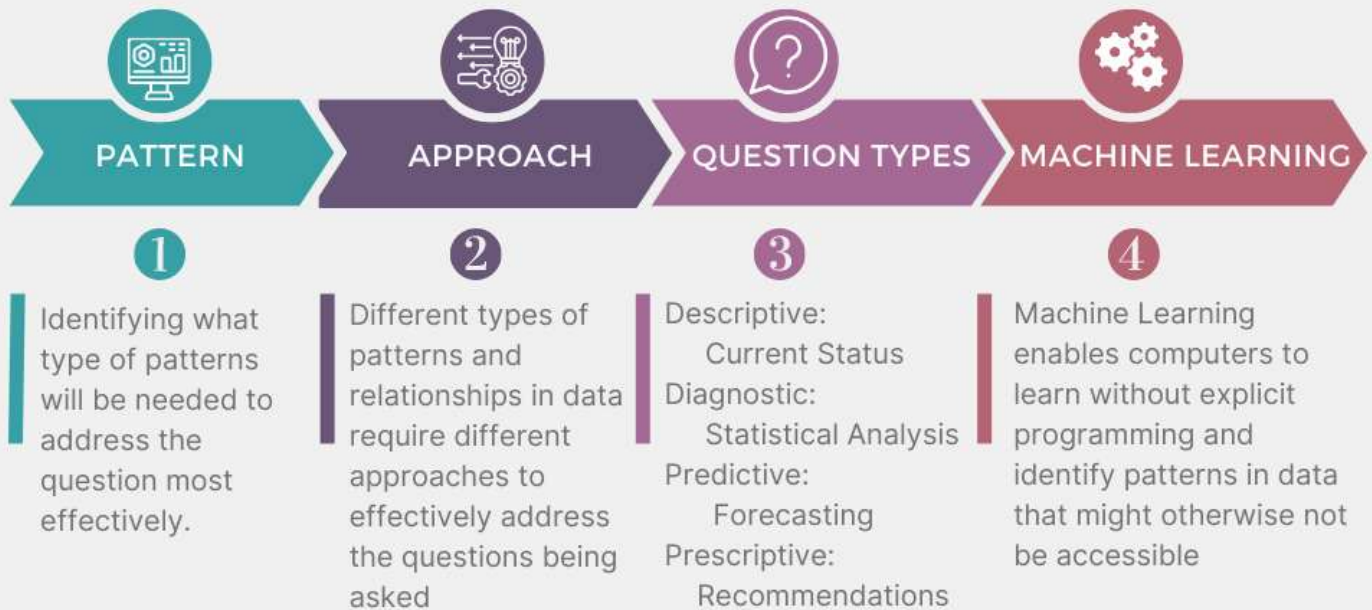 PATTERN
APPROACH
QUESTION TYPES
MACHINE LEARNING
1
Identifying what
type of patterns
will be needed to
address the
question most
effectively.
2
Different types of
patterns and
relationships in data
require different
approaches to
effectively address
the questions being
asked
3
Descriptive:
Current Status
Diagnostic:
Statistical Analysis
Predictive:
Forecasting
Prescriptive:
Recommendations
4
Machine Learning
enables computers to
learn without explicit
programming and
identify patterns in data
that might otherwise not
be accessible